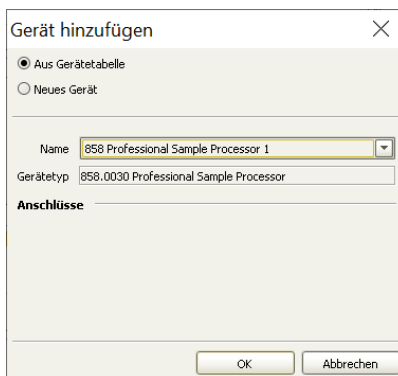 Gerät hinzufügen
Aus Gerätetabelle
Neues Gerät
Name 858 Professional Sample Processor 1
Gerätetyp 858.0030 Professional Sample Processor
Anschlüsse
OK Abbrechen